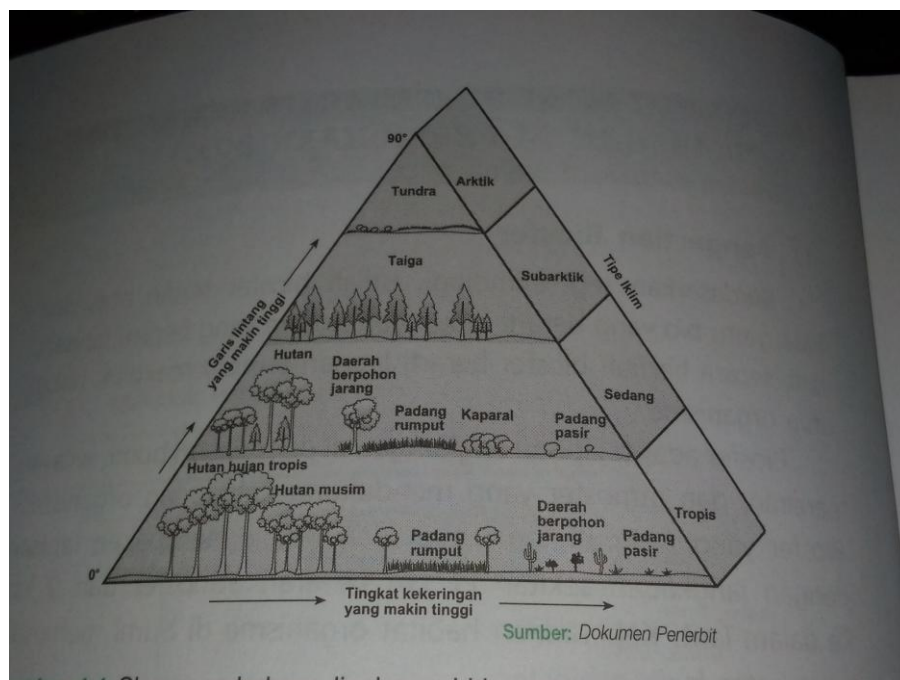 90°
Tundra
Arktik
Taiga
Subarktik
Tipe Iklim
Garis lintang
yang makin tinggi
Hutan
Daerah
berpohon
jarang
Padang
rumput
Kaparal
Padang
pasir
Sedang
Hutan hujan tropis
Hutan musim
Padang
rumput
Daerah
berpohon
jarang
Padang
pasir
Tropis
0°
Tingkat kekeringan
yang makin tinggi
Sumber: Dokumen Penerbit